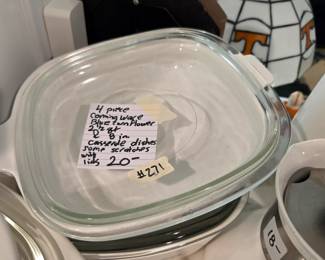 4 piece
Corning Ware
Blue Cornflower
2 1/2 qt
& 8 in
casserole dishes
some scratches
with
lids 20-
#271
18-
T
T